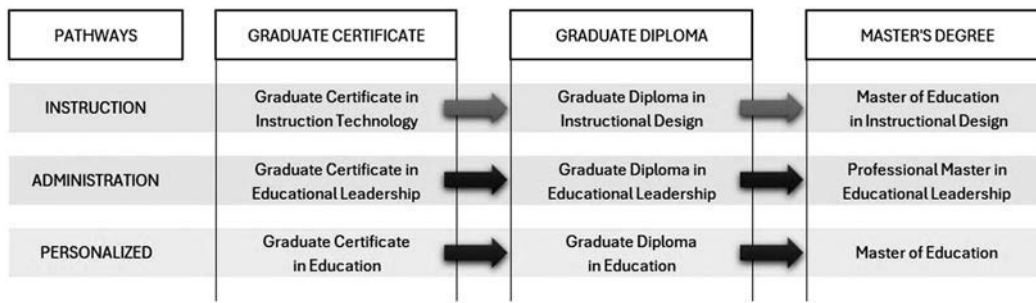 PATHWAYS
GRADUATE CERTIFICATE
GRADUATE DIPLOMA
MASTER'S DEGREE
INSTRUCTION
Graduate Certificate in
Instruction Technology
Graduate Diploma in
Instructional Design
Master of Education
in Instructional Design
ADMINISTRATION
Graduate Certificate in
Educational Leadership
Graduate Diploma in
Educational Leadership
Professional Master in
Educational Leadership
PERSONALIZED
Graduate Certificate
in Education
Graduate Diploma
in Education
Master of Education